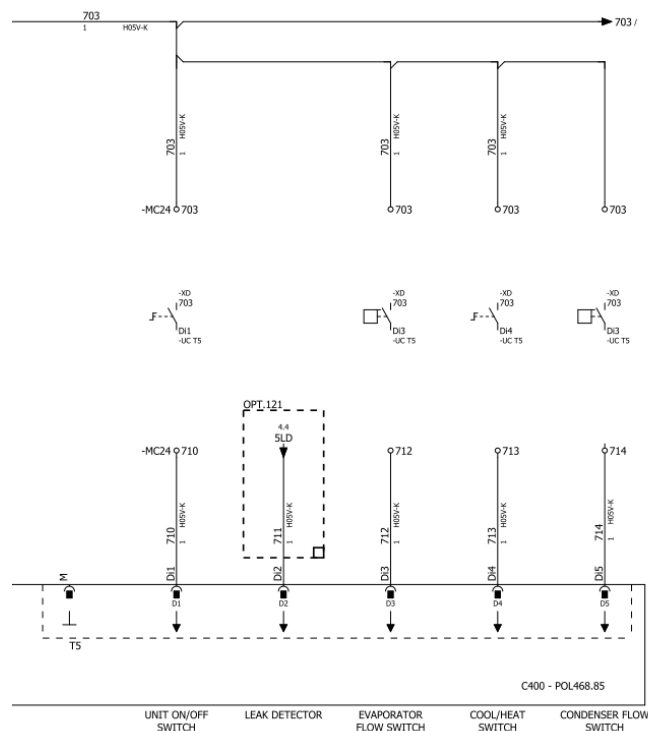 703
1 H05V-K
703 /
703 1 H05V-K
703 1 H05V-K
703 1 H05V-K
-MC24 703
703
703
703
-XD
703
Di1
-UC T5
-XD
703
Di3
-UC T5
-XD
703
Di4
-UC T5
-XD
703
Di3
-UC T5
OPT.121
4.4
5LD
-MC24 710
712
713
714
710 1 H05V-K
711 1 H05V-K
712 1 H05V-K
713 1 H05V-K
714 1 H05V-K
M
Di1
Di2
Di3
Di4
Di5
D1
D2
D3
D4
D5
T5
C400 - POL468.85
UNIT ON/OFF
SWITCH
LEAK DETECTOR
EVAPORATOR
FLOW SWITCH
COOL/HEAT
SWITCH
CONDENSER FLOW
SWITCH